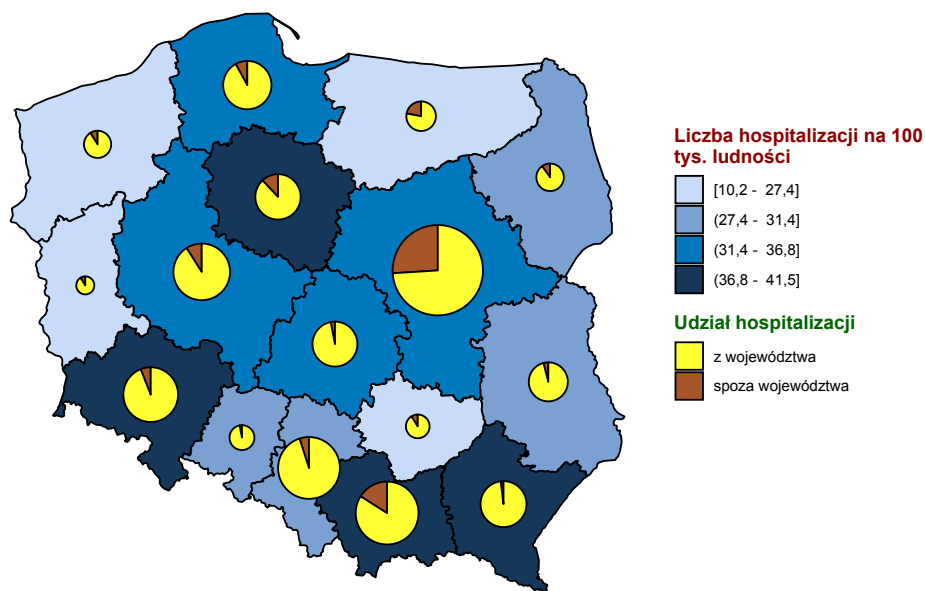 Liczba hospitalizacji na 100
tys. ludności
[10,2 - 27,4]
(27,4 - 31,4]
(31,4 - 36,8]
(36,8 - 41,5]
Udział hospitalizacji
z województwa
spoza województwa